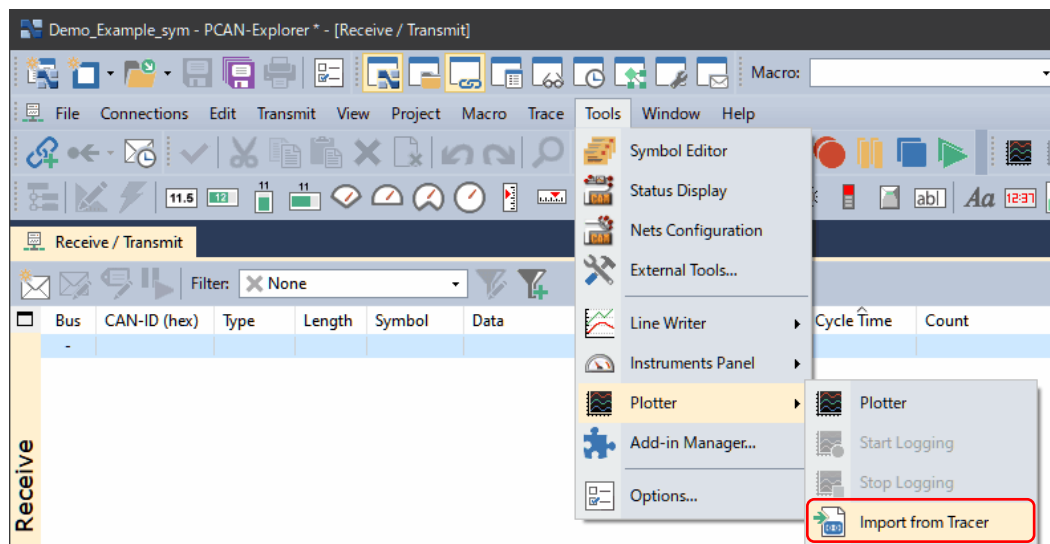 Demo_Example_sym - PCAN-Explorer * - [Receive / Transmit]
Macro:
File Connections Edit Transmit View Project Macro Trace Tools Window Help
11.5 12 11 11 ab| Aa 12:37
Receive / Transmit
Filter: None
Bus CAN-ID (hex) Type Length Symbol Data Cycle Time Count
-
Receive
Symbol Editor
Status Display
Nets Configuration
External Tools...
Line Writer
Instruments Panel
Plotter
Add-in Manager...
Options...
Plotter
Start Logging
Stop Logging
Import from Tracer